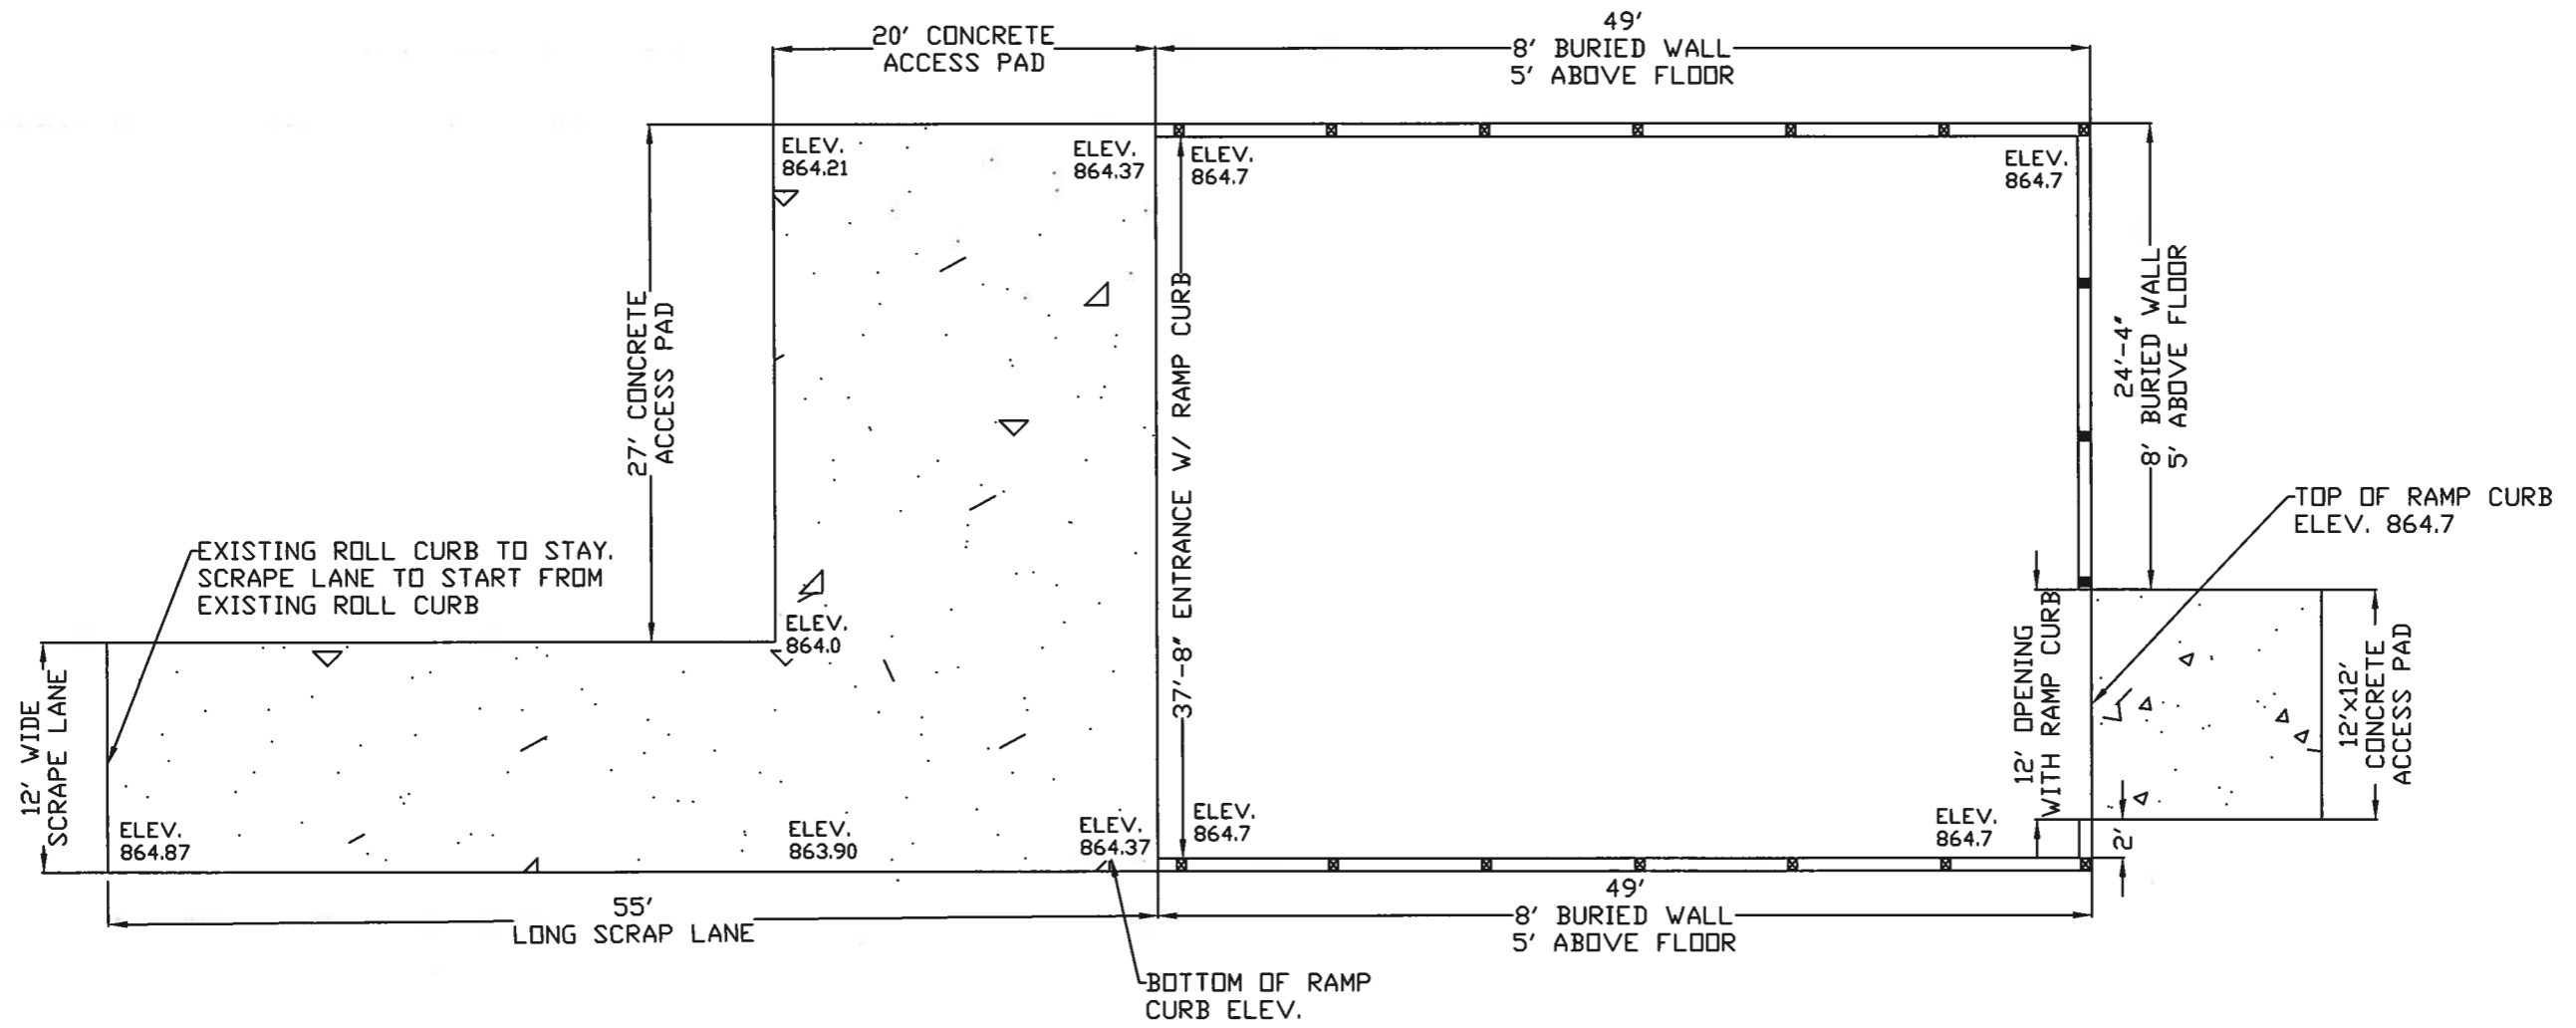 20' CONCRETE
ACCESS PAD
49'
8' BURIED WALL
5' ABOVE FLOOR
ELEV.
864.21
ELEV.
864.37
ELEV.
864.7
ELEV.
864.7
27' CONCRETE
ACCESS PAD
37'-8" ENTRANCE W/ RAMP CURB
24'-4"
8' BURIED WALL
5' ABOVE FLOOR
TOP OF RAMP CURB
ELEV. 864.7
EXISTING ROLL CURB TO STAY.
SCRAPE LANE TO START FROM
EXISTING ROLL CURB
ELEV.
864.0
12' WIDE
SCRAPE LANE
12' OPENING
WITH RAMP CURB
12'x12'
CONCRETE
ACCESS PAD
ELEV.
864.87
ELEV.
863.90
ELEV.
864.37
ELEV.
864.7
ELEV.
864.7
2'
55'
LONG SCRAP LANE
49'
8' BURIED WALL
5' ABOVE FLOOR
BOTTOM OF RAMP
CURB ELEV.